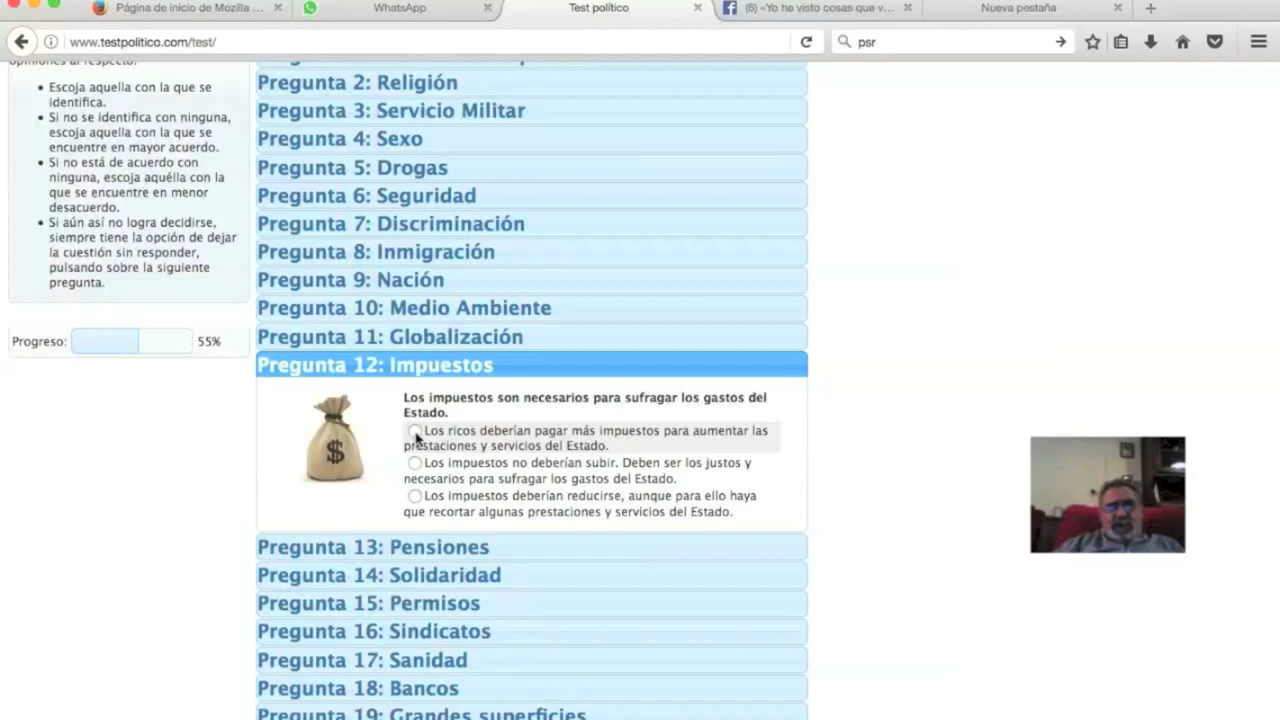 Página de inicio de Mozilla ...
WhatsApp
Test político
(6) «Yo he visto cosas que v...
Nueva pestaña
www.testpolitico.com/test/
psr
opiniones al respecto.
Escoja aquella con la que se
identifica.
Si no se identifica con ninguna,
escoja aquella con la que se
encuentre en mayor acuerdo.
Si no está de acuerdo con
ninguna, escoja aquélla con la
que se encuentre en menor
desacuerdo.
Si aún así no logra decidirse,
siempre tiene la opción de dejar
la cuestión sin responder,
pulsando sobre la siguiente
pregunta.
Progreso: 55%
Pregunta 2: Religión
Pregunta 3: Servicio Militar
Pregunta 4: Sexo
Pregunta 5: Drogas
Pregunta 6: Seguridad
Pregunta 7: Discriminación
Pregunta 8: Inmigración
Pregunta 9: Nación
Pregunta 10: Medio Ambiente
Pregunta 11: Globalización
Pregunta 12: Impuestos
Los impuestos son necesarios para sufragar los gastos del
Estado.
Los ricos deberían pagar más impuestos para aumentar las
prestaciones y servicios del Estado.
Los impuestos no deberían subir. Deben ser los justos y
necesarios para sufragar los gastos del Estado.
Los impuestos deberían reducirse, aunque para ello haya
que recortar algunas prestaciones y servicios del Estado.
$
Pregunta 13: Pensiones
Pregunta 14: Solidaridad
Pregunta 15: Permisos
Pregunta 16: Sindicatos
Pregunta 17: Sanidad
Pregunta 18: Bancos
Pregunta 19: Grandes superficies